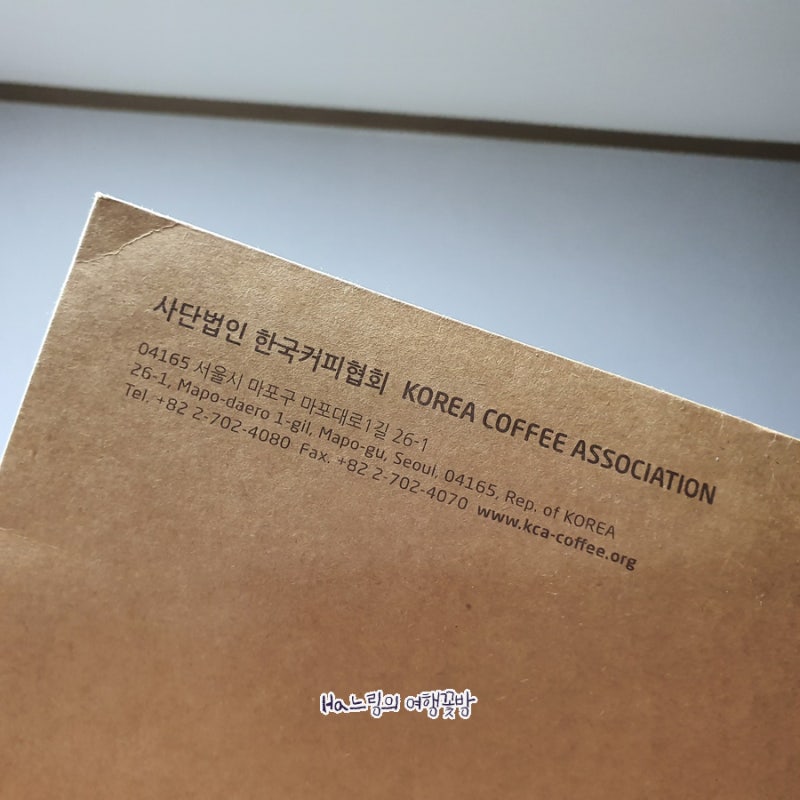 사단법인 한국커피협회 KOREA COFFEE ASSOCIATION
04165 서울시 마포구 마포대로1길 26-1
26-1, Mapo-daero 1-gil, Mapo-gu, Seoul, 04165, Rep. of KOREA
Tel. +82 2-702-4080 Fax. +82 2-702-4070 www.kca-coffee.org
Ha느링의 여행꽃방